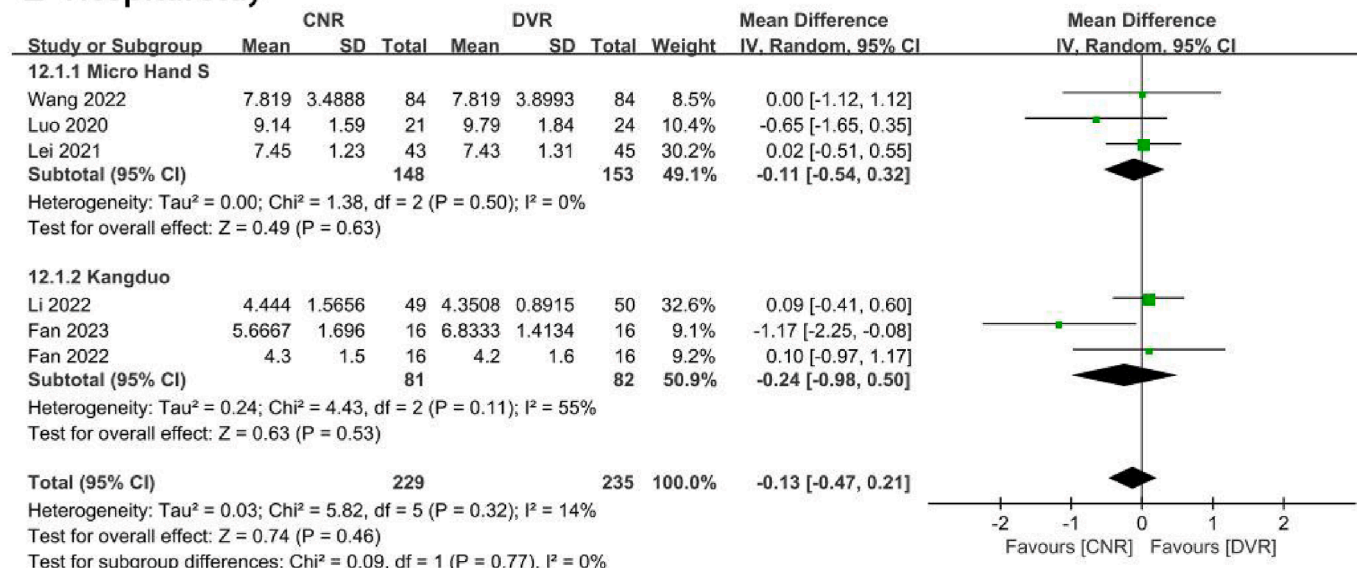 CNR DVR Mean Difference Mean Difference
Study or Subgroup Mean SD Total Mean SD Total Weight IV, Random, 95% CI IV, Random, 95% CI
12.1.1 Micro Hand S
Wang 2022 7.819 3.4888 84 7.819 3.8993 84 8.5% 0.00 [-1.12, 1.12]
Luo 2020 9.14 1.59 21 9.79 1.84 24 10.4% -0.65 [-1.65, 0.35]
Lei 2021 7.45 1.23 43 7.43 1.31 45 30.2% 0.02 [-0.51, 0.55]
Subtotal (95% CI) 148 153 49.1% -0.11 [-0.54, 0.32]
Heterogeneity: Tau² = 0.00; Chi² = 1.38, df = 2 (P = 0.50); I² = 0%
Test for overall effect: Z = 0.49 (P = 0.63)
12.1.2 Kangduo
Li 2022 4.444 1.5656 49 4.3508 0.8915 50 32.6% 0.09 [-0.41, 0.60]
Fan 2023 5.6667 1.696 16 6.8333 1.4134 16 9.1% -1.17 [-2.25, -0.08]
Fan 2022 4.3 1.5 16 4.2 1.6 16 9.2% 0.10 [-0.97, 1.17]
Subtotal (95% CI) 81 82 50.9% -0.24 [-0.98, 0.50]
Heterogeneity: Tau² = 0.24; Chi² = 4.43, df = 2 (P = 0.11); I² = 55%
Test for overall effect: Z = 0.63 (P = 0.53)
Total (95% CI) 229 235 100.0% -0.13 [-0.47, 0.21]
Heterogeneity: Tau² = 0.03; Chi² = 5.82, df = 5 (P = 0.32); I² = 14%
Test for overall effect: Z = 0.74 (P = 0.46)
Test for subgroup differences: Chi² = 0.09, df = 1 (P = 0.77), I² = 0%
-2 -1 0 1 2
Favours [CNR] Favours [DVR]